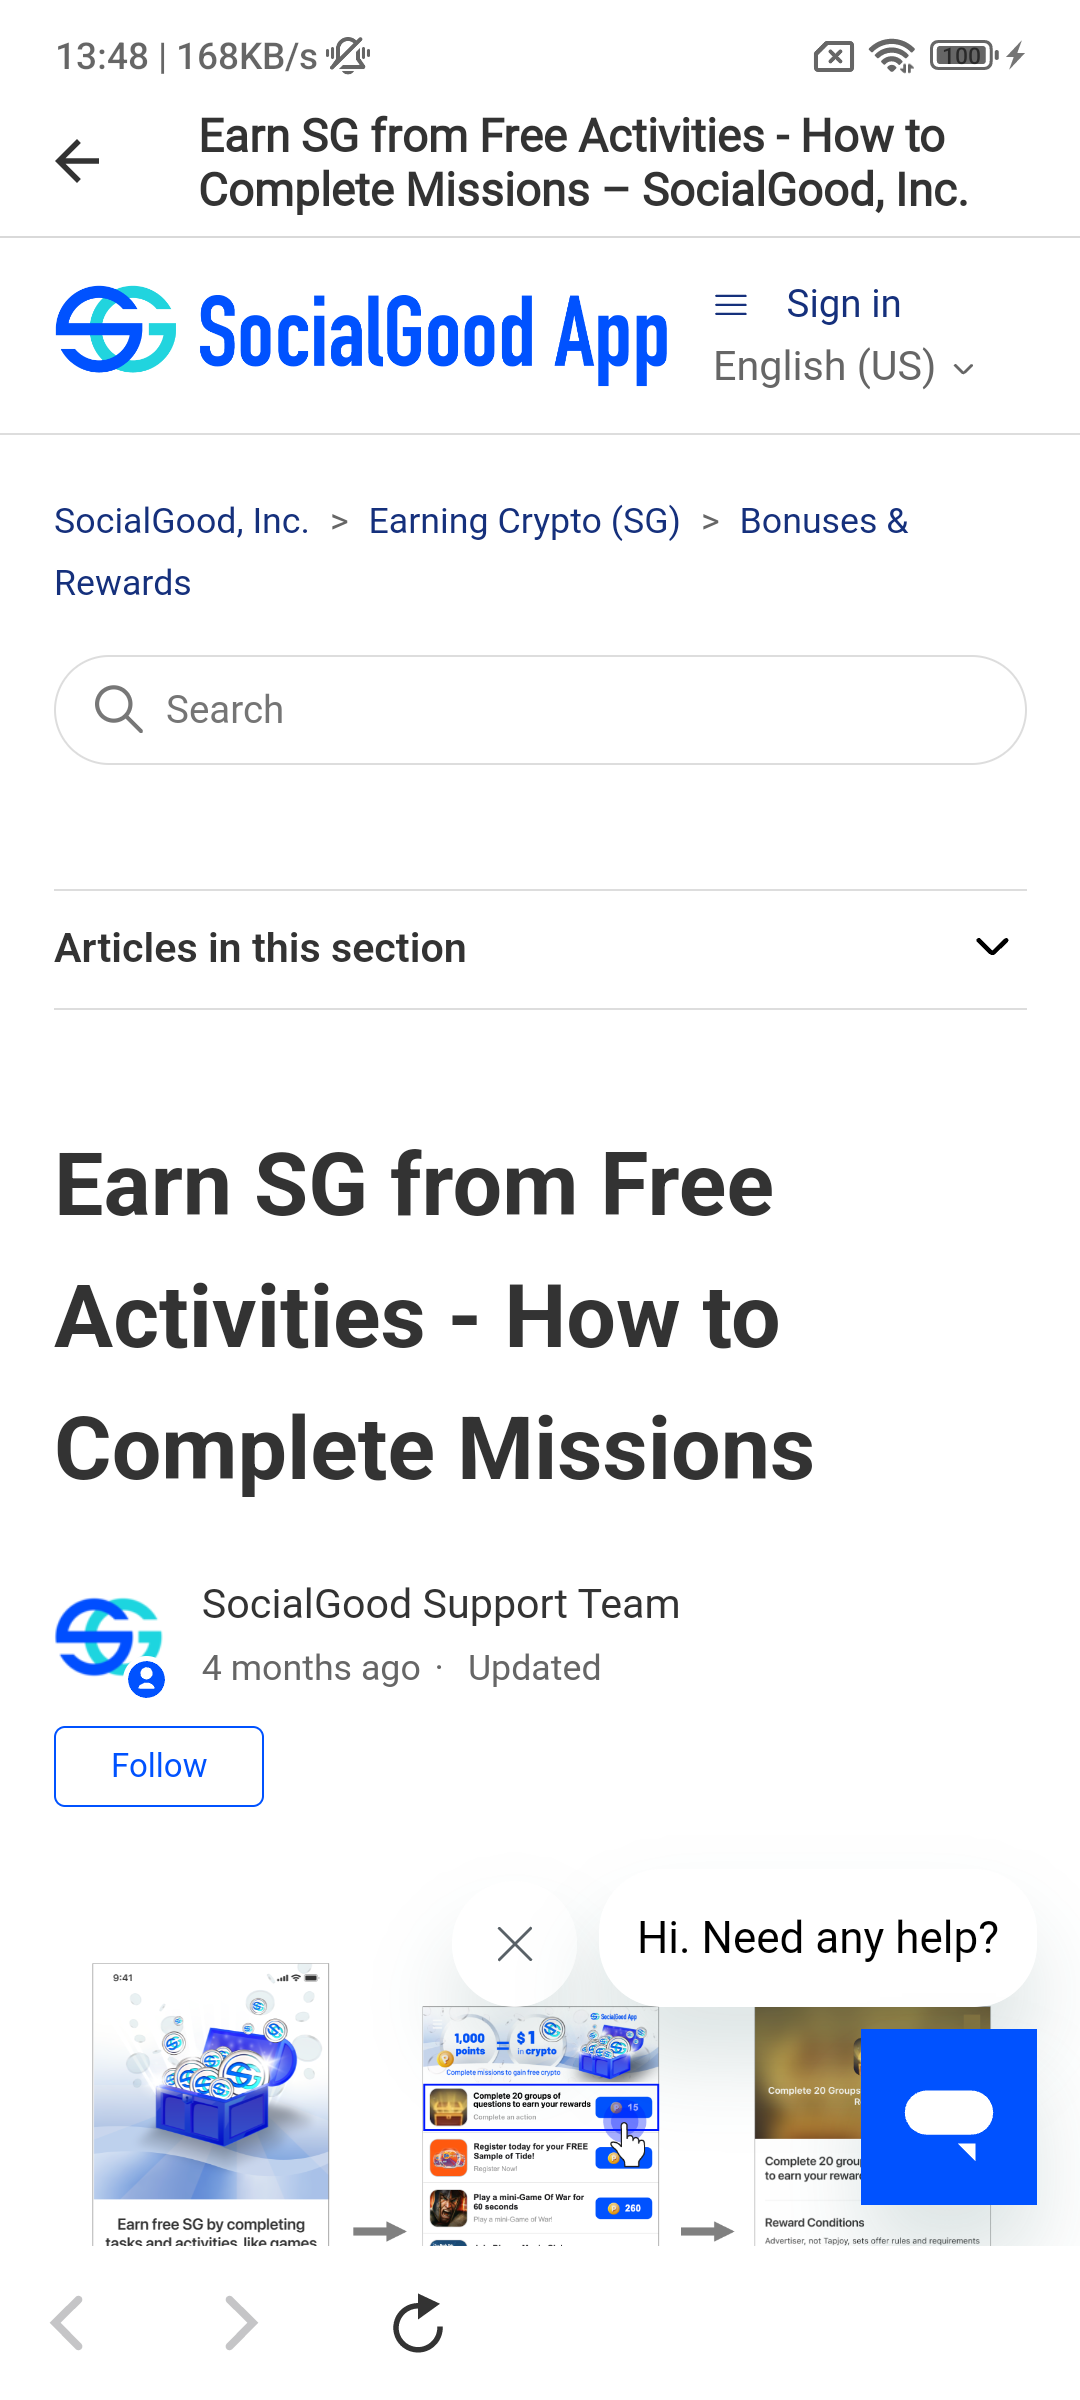 13:48 | 168KB/s
100
Earn SG from Free Activities - How to
Complete Missions – SocialGood, Inc.
SocialGood App
Sign in
English (US)
SocialGood, Inc. > Earning Crypto (SG) > Bonuses &
Rewards
Search
Articles in this section
Earn SG from Free
Activities - How to
Complete Missions
SocialGood Support Team
4 months ago · Updated
Follow
Hi. Need any help?
9:41
Earn free SG by completing
tasks and activities, like games
SocialGood App
1,000
points
=
$1
in crypto
Complete missions to gain free crypto
Complete 20 groups of
questions to earn your rewards
Complete an action
P 15
Register today for your FREE
Sample of Tide!
Register Now!
P
Play a mini-Game Of War for
60 seconds
Play a mini-Game of War!
P 260
Complete 20 Groups
Complete 20 grou
to earn your rewar
Reward Conditions
Advertiser, not Tapjoy, sets offer rules and requirements